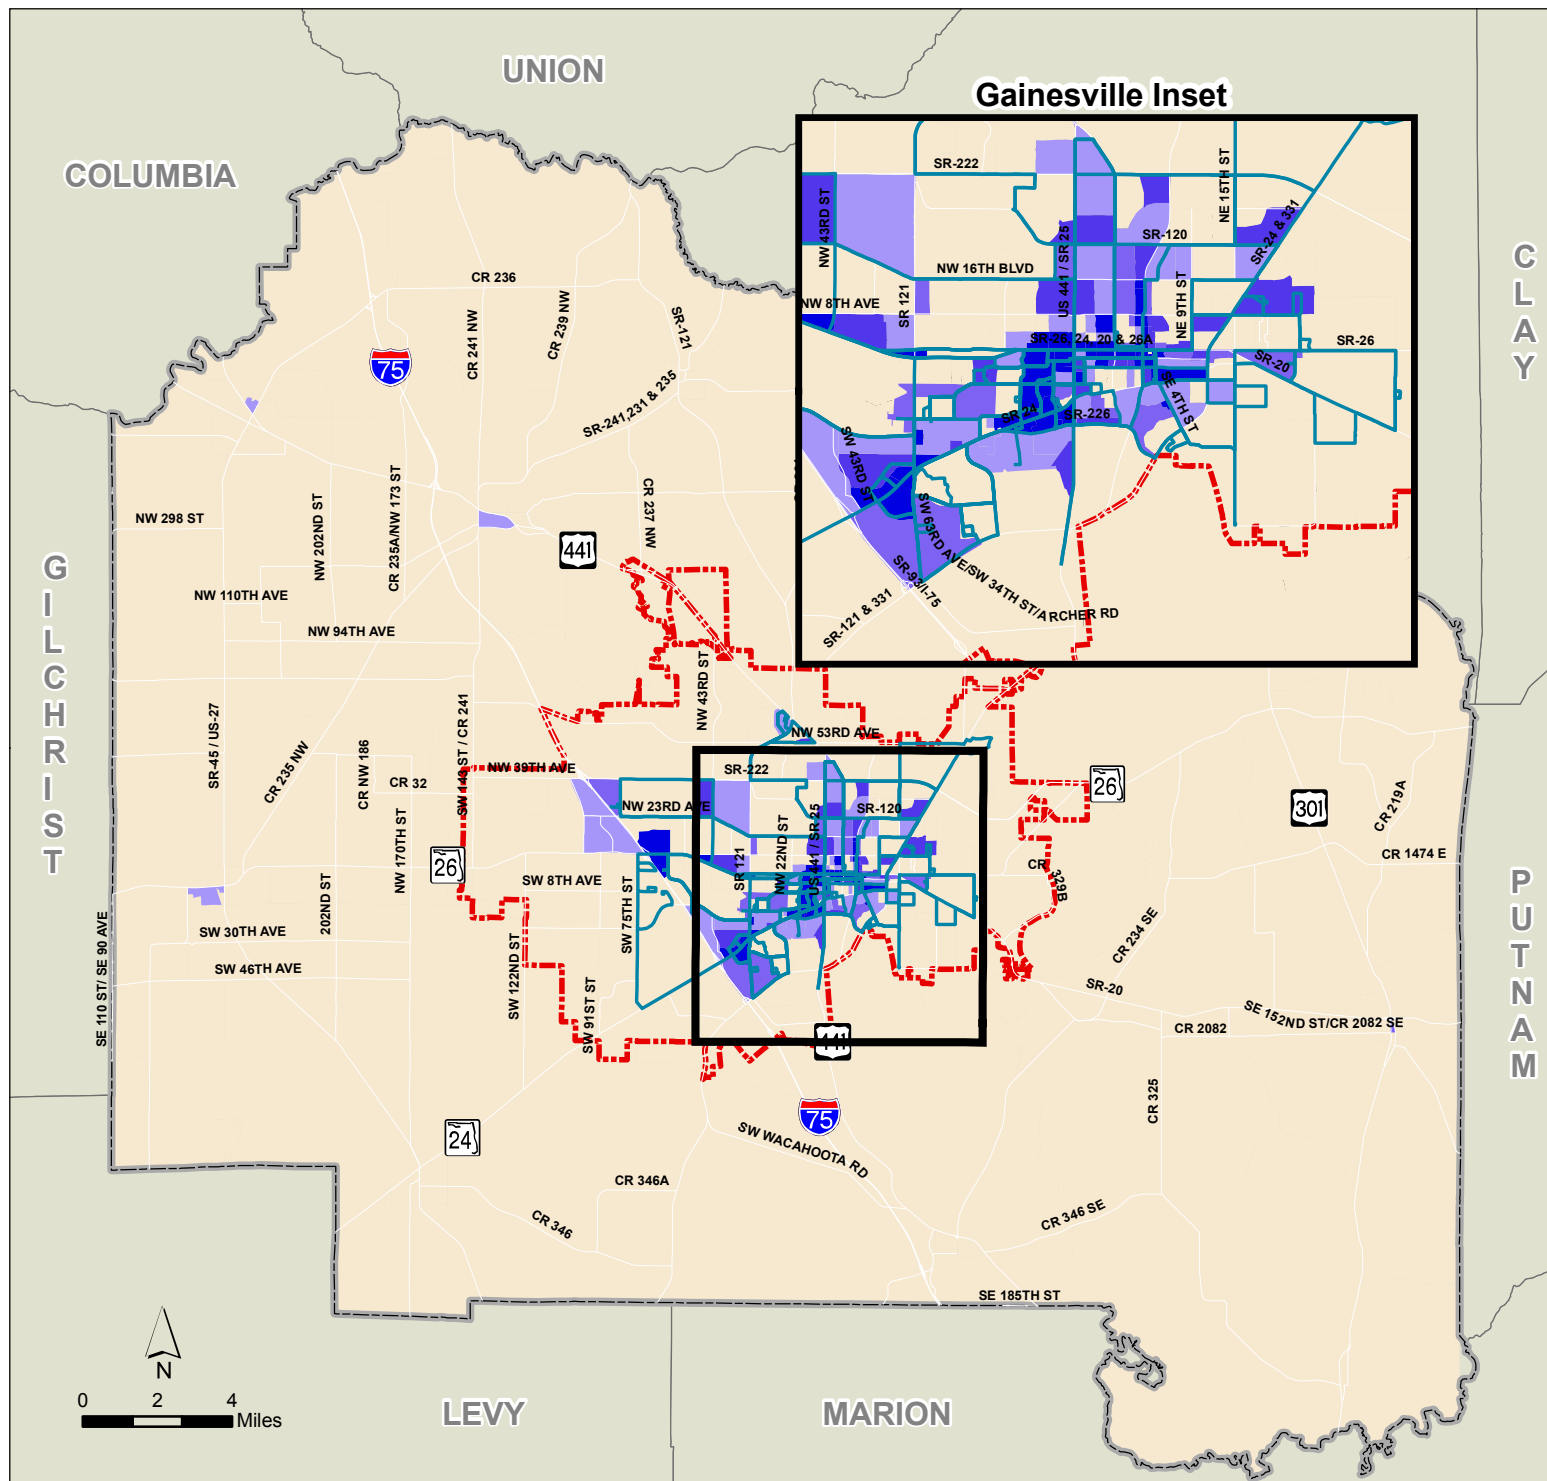 UNION
COLUMBIA
Gainesville Inset
SR-222
NE 15TH ST
NW 43RD ST
SR-24 & 331
SR-120
US 441 / SR 25
NW 16TH BLVD
NE 9TH ST
SR 121
NW 8TH AVE
SR-26, 24, 20 & 26A
SR-26
SR-20
SE 4TH ST
SR 24
SR-226
SW 43RD ST
SW 63RD AVE/SW 34TH ST/ARCHER RD
SR-93/I-75
SR-121 & 331
CLAY
CR 236
CR 241 NW
CR 239 NW
SR-121
75
SR-241,231 & 235
CR 235A/NW 173 ST
NW 202ND ST
CR 237 NW
NW 298 ST
441
GILCHRIST
NW 110TH AVE
NW 94TH AVE
NW 43RD ST
SR-45 / US-27
SW 143 ST / CR 241
NW 53RD AVE
CR 235 NW
CR NW 186
CR 32
NW 39TH AVE
SR-222
26
301
CR 219A
NW 23RD AVE
SR-120
US 441 / SR 25
NW 22ND ST
SR 121
NW 170TH ST
26
CR 1474 E
CR 329B
SW 8TH AVE
202ND ST
SW 75TH ST
PUTNAM
SW 30TH AVE
CR 234 SE
SW 46TH AVE
SW 122ND ST
SE 110 ST/ SE 90 AVE
SW 91ST ST
SR-20
SE 152ND ST/CR 2082 SE
CR 2082
441
CR 325
75
24
SW WACAHOOTA RD
CR 346A
CR 346
CR 346 SE
SE 185TH ST
N
0 2 4
Miles
LEVY
MARION